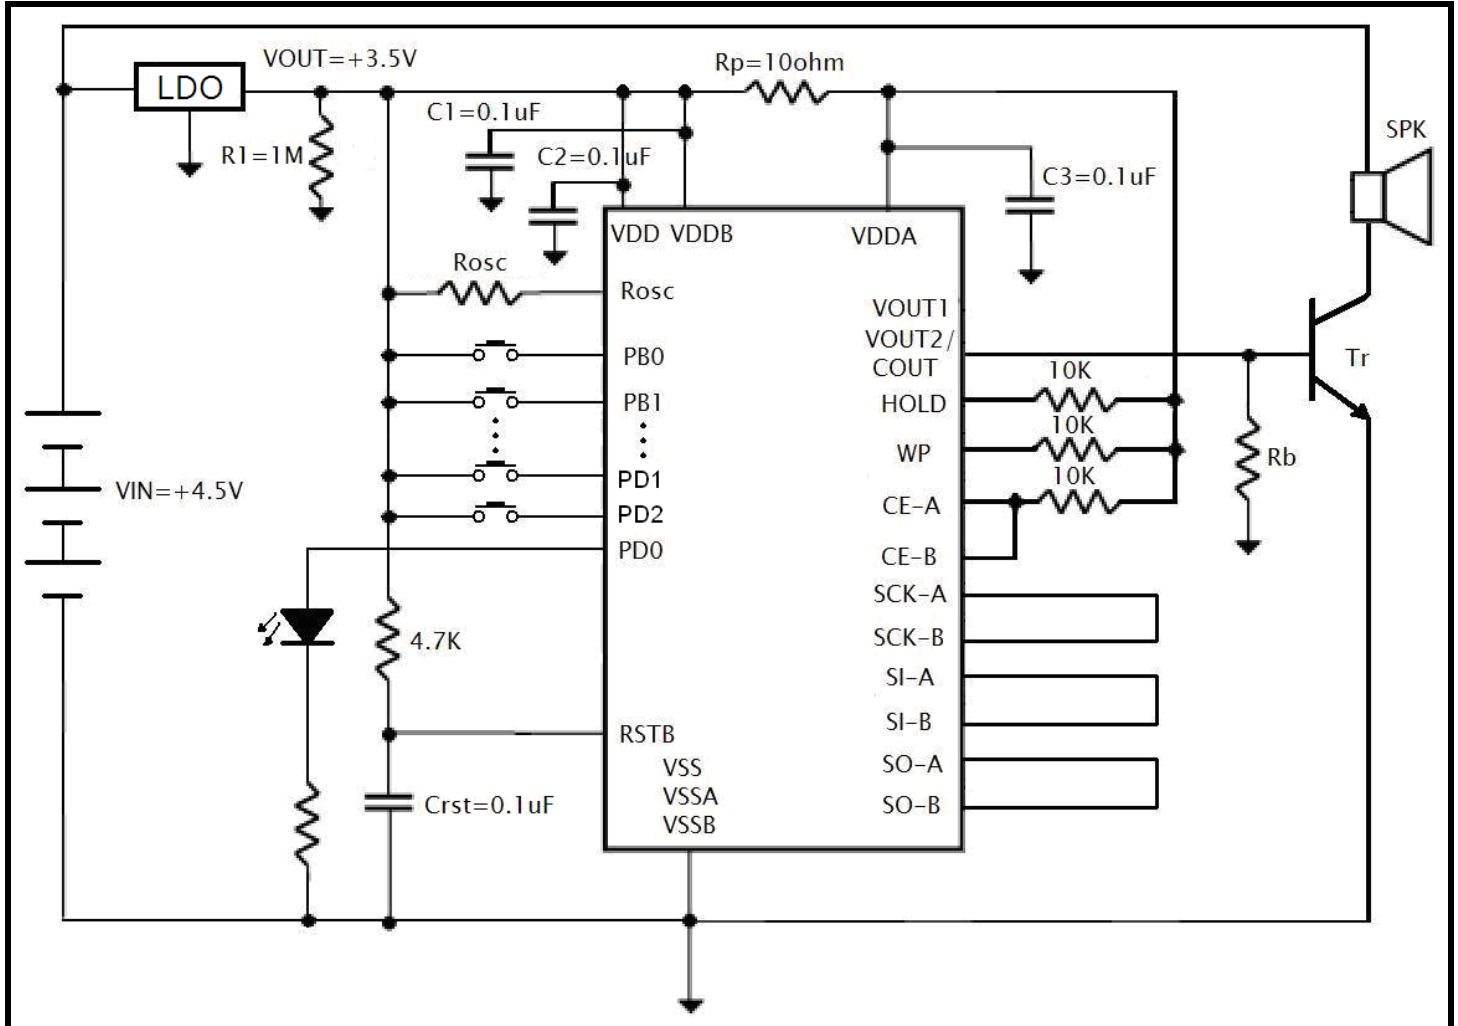 VOUT=+3.5V
Rp=10ohm
LDO
C1=0.1uF
SPK
R1=1M
C2=0.1uF
C3=0.1uF
VDD VDDB
VDDA
Rosc
Rosc
VOUT1
VOUT2/
COUT
PB0
Tr
10K
HOLD
PB1
10K
WP
Rb
10K
PD1
VIN=+4.5V
CE-A
PD2
PD0
CE-B
SCK-A
SCK-B
4.7K
SI-A
SI-B
RSTB
VSS
SO-A
VSSA
Crst=0.1uF
SO-B
VSSB